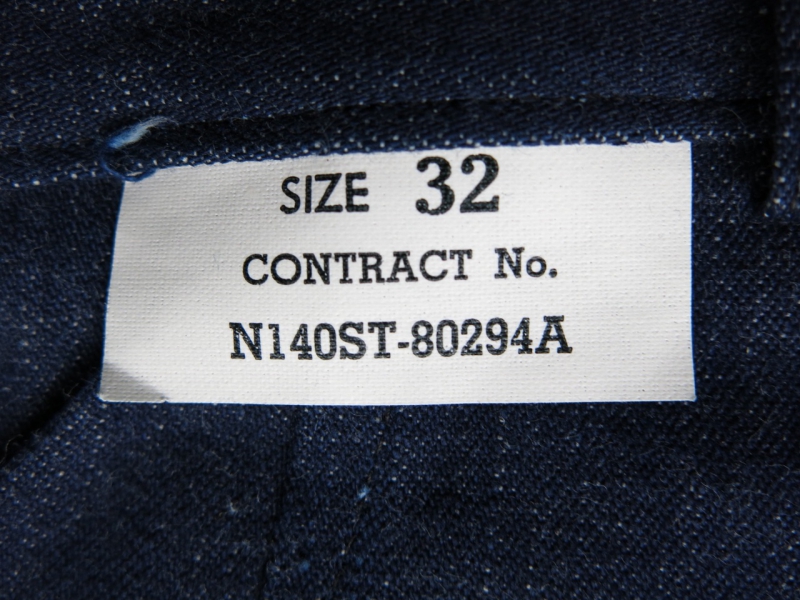 SIZE 32
CONTRACT No.
N140ST-80294A